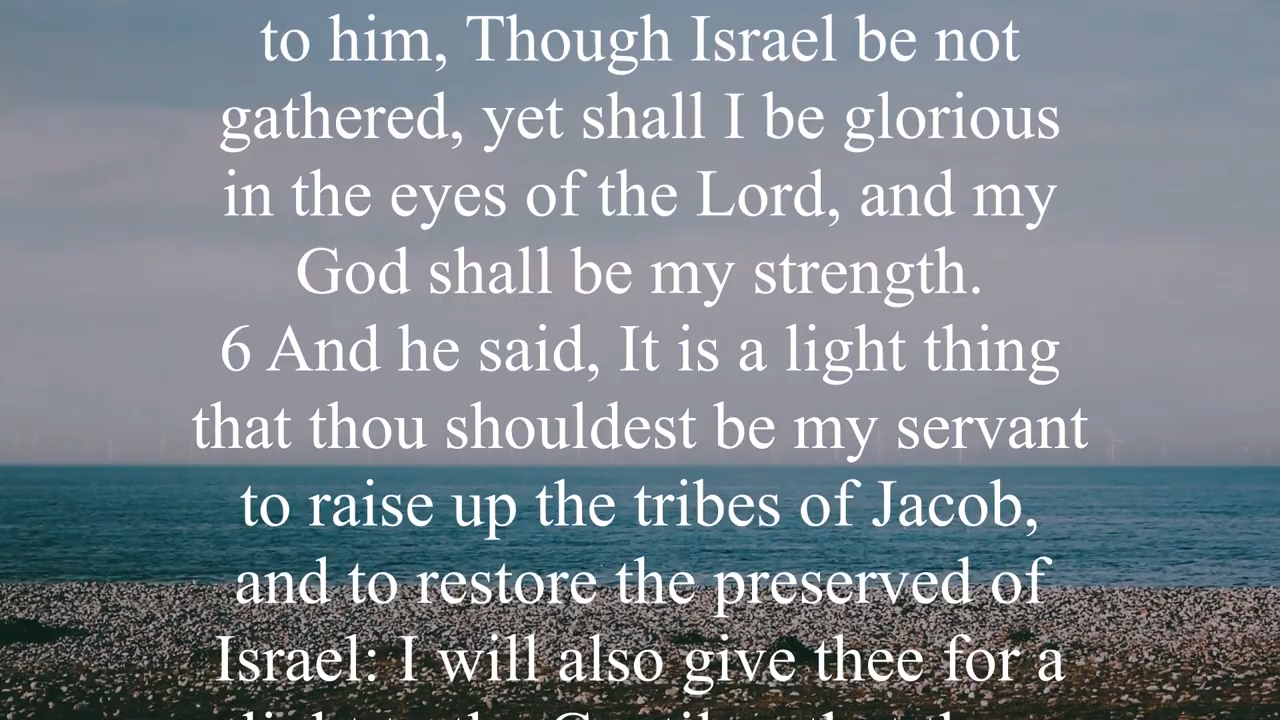 to him, Though Israel be not
gathered, yet shall I be glorious
in the eyes of the Lord, and my
God shall be my strength.
6 And he said, It is a light thing
that thou shouldest be my servant
to raise up the tribes of Jacob,
and to restore the preserved of
Israel: I will also give thee for a